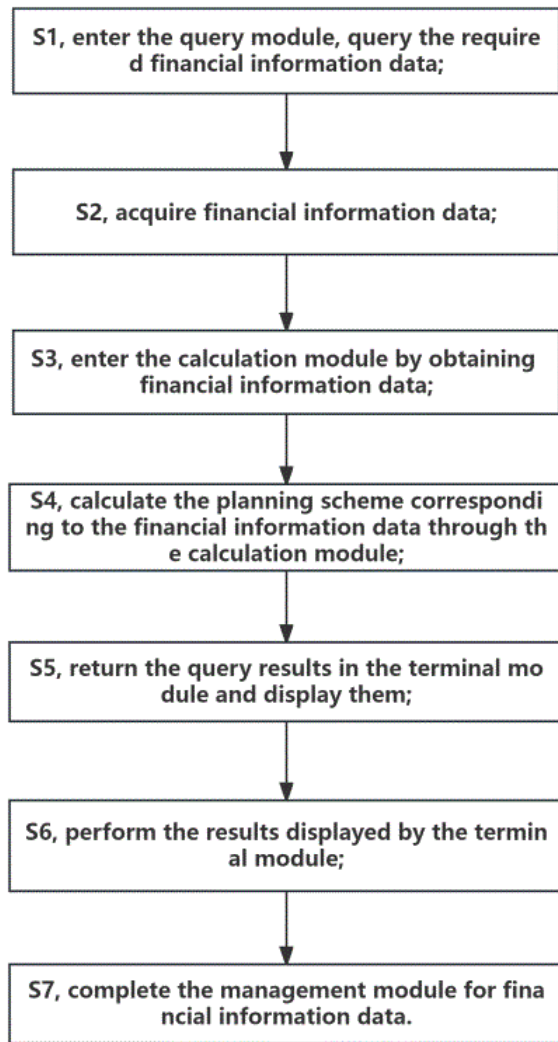 S1, enter the query module, query the require
d financial information data;
S2, acquire financial information data;
S3, enter the calculation module by obtaining
financial information data;
S4, calculate the planning scheme correspondi
ng to the financial information data through th
e calculation module;
S5, return the query results in the terminal mo
dule and display them;
S6, perform the results displayed by the termin
al module;
S7, complete the management module for fina
ncial information data.